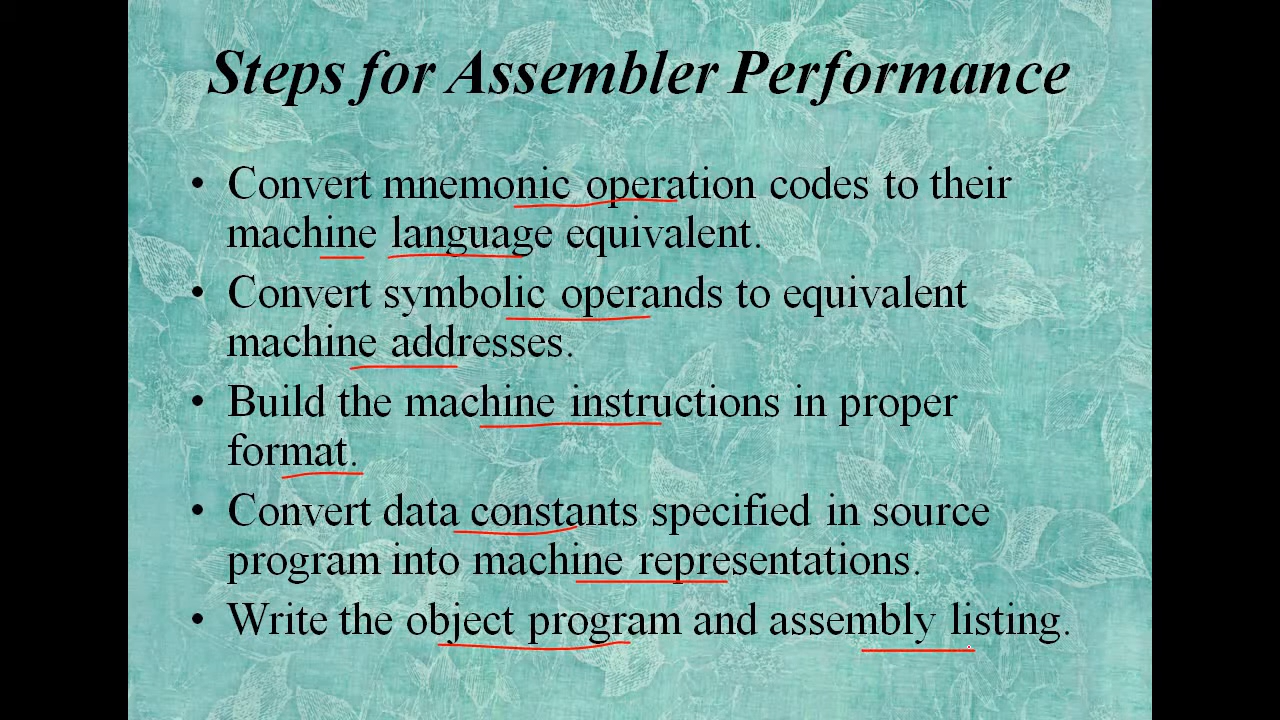 Steps for Assembler Performance
• Convert mnemonic operation codes to their
machine language equivalent.
• Convert symbolic operands to equivalent
machine addresses.
• Build the machine instructions in proper
format.
• Convert data constants specified in source
program into machine representations.
• Write the object program and assembly listing.